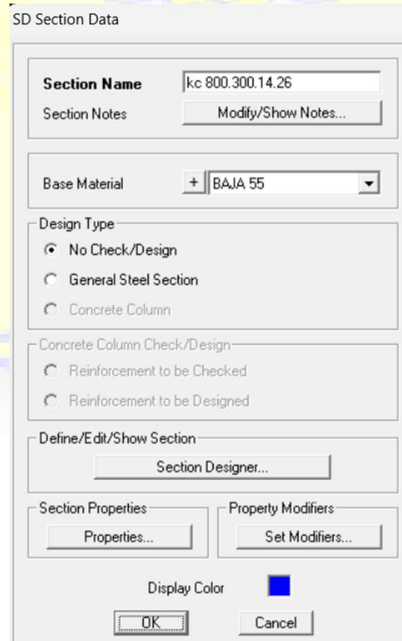 SD Section Data
Section Name kc 800.300.14.26
Section Notes Modify/Show Notes...
Base Material + BAJA 55
Design Type
No Check/Design
General Steel Section
Concrete Column
Concrete Column Check/Design
Reinforcement to be Checked
Reinforcement to be Designed
Define/Edit/Show Section
Section Designer...
Section Properties Property Modifiers
Properties... Set Modifiers...
Display Color
OK Cancel